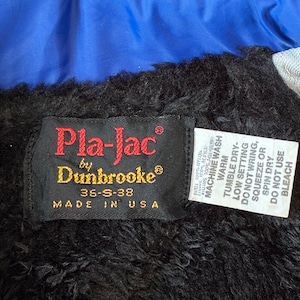 Pla-Jac®
by
Dunbrooke®
36-S-38
MADE IN USA
MACHINE WASH
WARM
TUMBLE DRY-
LOW SETTING
DO NOT WRING,
SQUEEZE OR
SPIN DRY
DO NOT USE
BLEACH